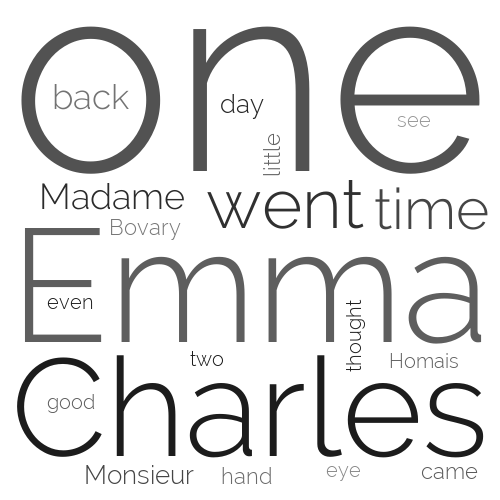 one
back
day
see
little
Madame
went
time
Bovary
Emma
even
thought
two
Homais
Charles
good
Monsieur
hand
eye
came